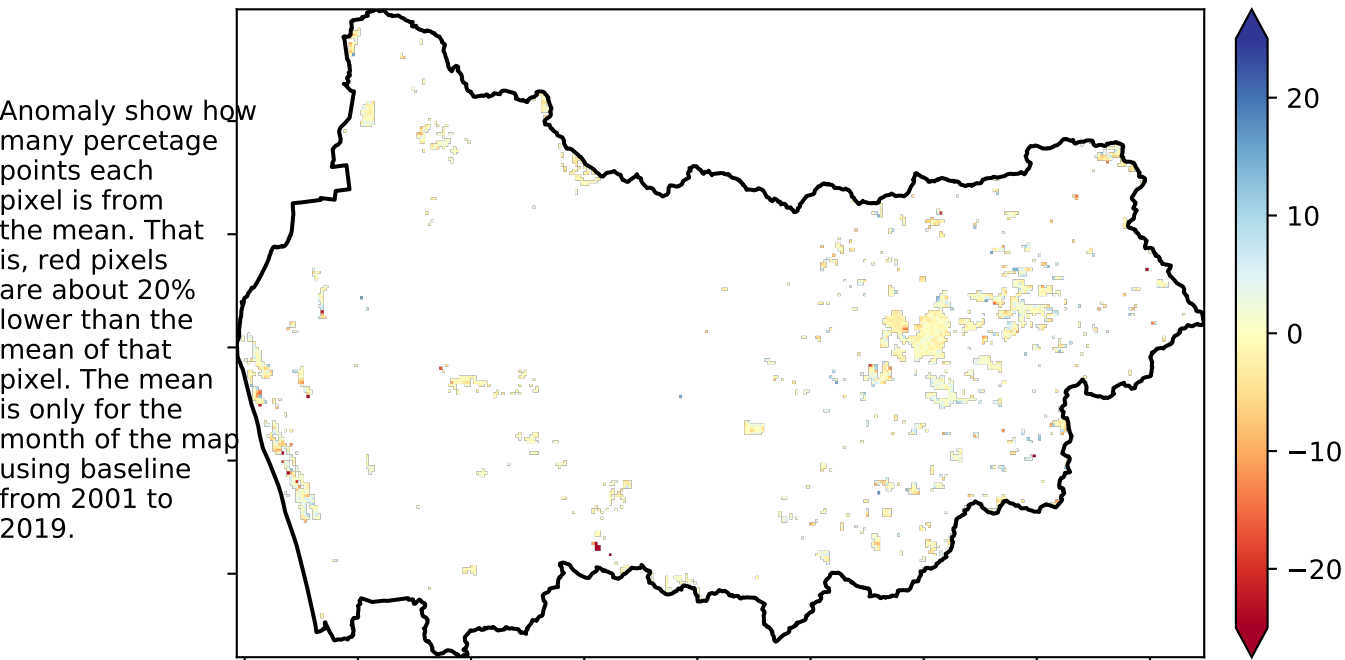 Anomaly show how
many percetage
points each
pixel is from
the mean. That
is, red pixels
are about 20%
lower than the
mean of that
pixel. The mean
is only for the
month of the map
using baseline
from 2001 to
2019.
20
10
0
−10
−20